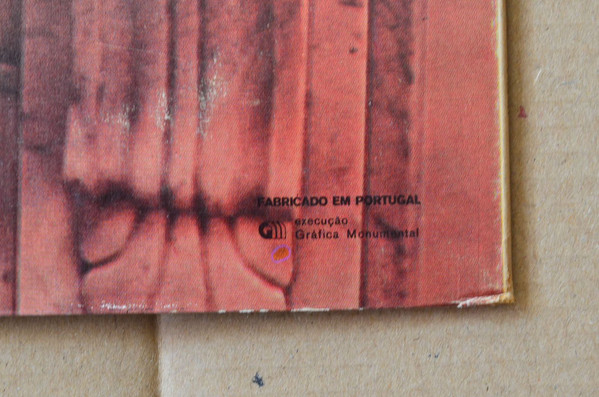 FABRICADO EM PORTUGAL
execução
Gráfica Monumental